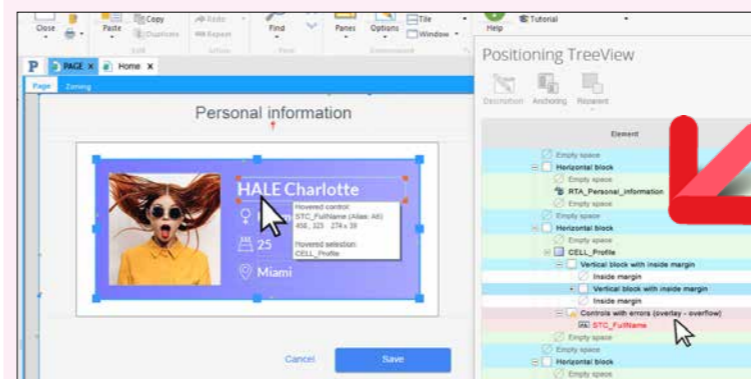 Close
Copy
Paste
Duplicate
Redo
Repeat
Find
Panes
Options
Tile
Window
Help
Tutorial
PAGE x
Home x
Page
Zoning
Personal information
HALE Charlotte
25
Miami
Hovered control:
STC_FullName (Alias: A6)
274 x 39
Hovered selection:
CELL_Profile
Cancel
Save
Positioning TreeView
Description
Anchoring
Reparent
Element
Empty space
Horizontal block
Empty space
RTA_Personal_Information
Empty space
Horizontal block
Empty space
CELL_Profile
Vertical block with inside margin
Inside margin
Vertical block with inside margin
Inside margin
Controls with errors (overlay - overflow)
STC_FullName
Empty space
Empty space
Horizontal block
Empty space